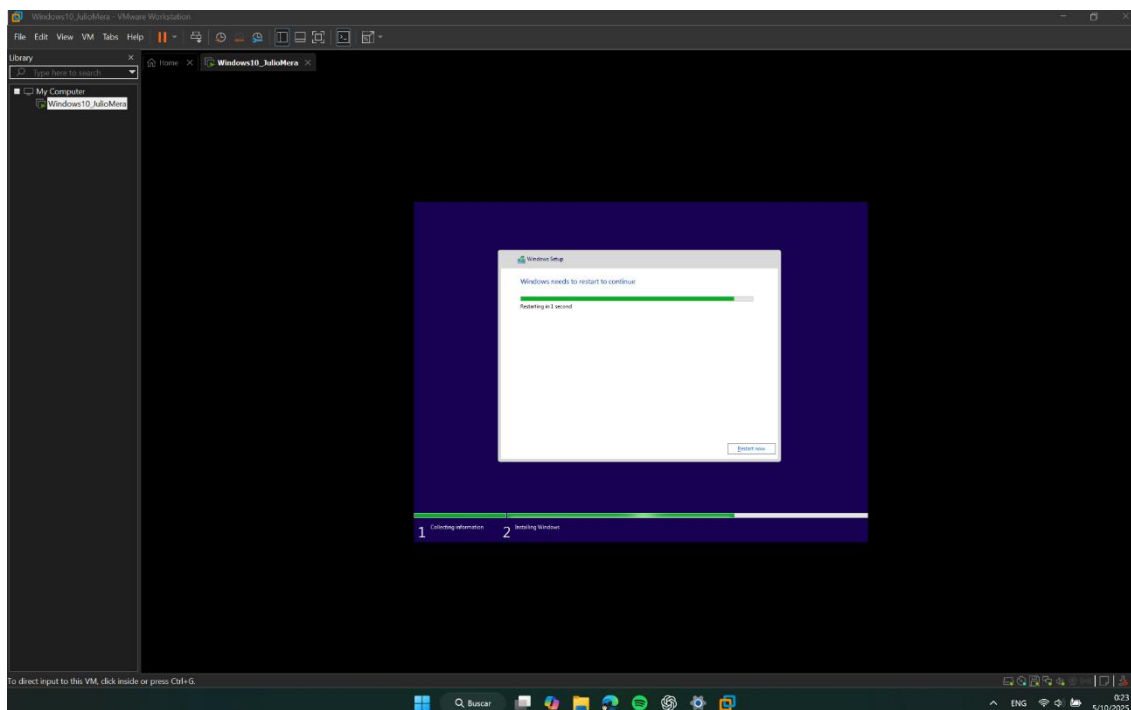 Windows10_JulioMera - VMware Workstation
File Edit View VM Tabs Help
Library
Type here to search
My Computer
Windows10_JulioMera
Home
Windows10_JulioMera
Windows Setup
Windows needs to restart to continue
Restarting in 1 second
Restart now
1 Collecting information 2 Installing Windows
To direct input to this VM, click inside or press Ctrl+G.
Buscar
ENG
0:23
5/10/2025